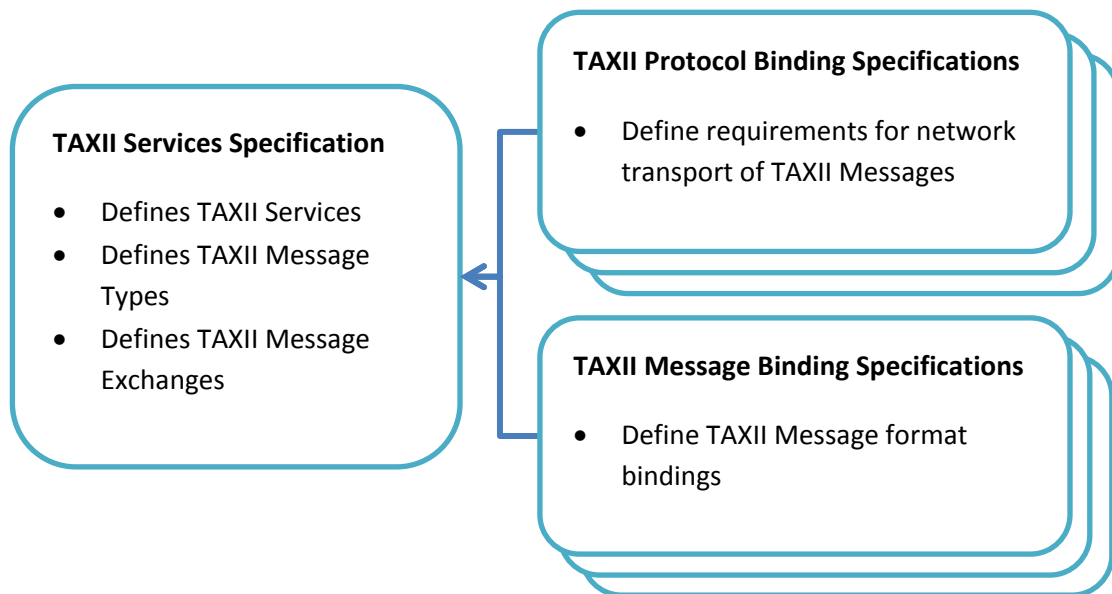 TAXII Services Specification
• Defines TAXII Services
• Defines TAXII Message
Types
• Defines TAXII Message
Exchanges
TAXII Protocol Binding Specifications
• Define requirements for network
transport of TAXII Messages
TAXII Message Binding Specifications
• Define TAXII Message format
bindings